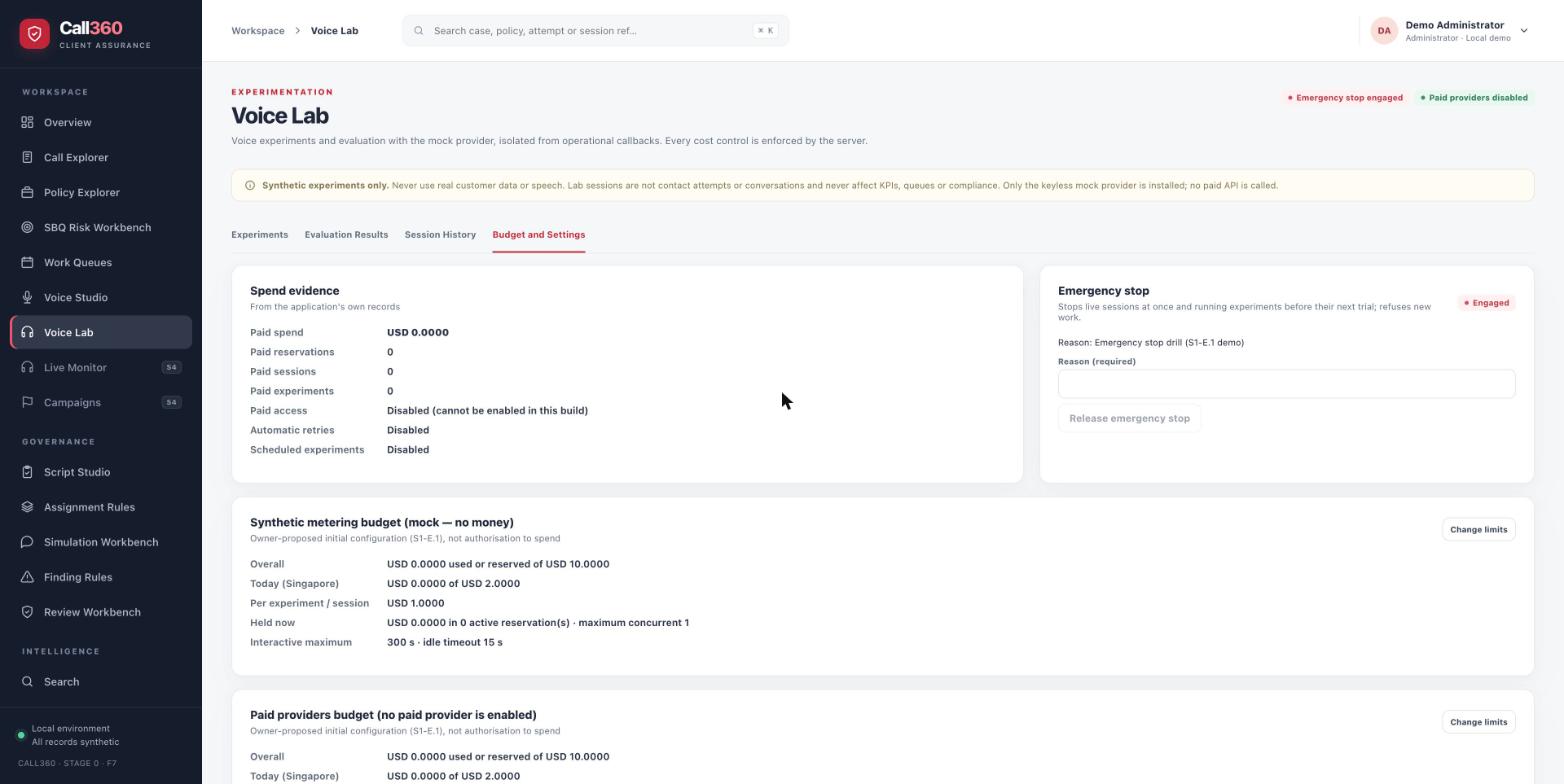 Call360
CLIENT ASSURANCE
WORKSPACE
Overview
Call Explorer
Policy Explorer
SBQ Risk Workbench
Work Queues
Voice Studio
Voice Lab
Live Monitor S4
Campaigns S4
GOVERNANCE
Script Studio
Assignment Rules
Simulation Workbench
Finding Rules
Review Workbench
INTELLIGENCE
Search
Local environment
All records synthetic
CALL360 · STAGE 0 · F7
Workspace > Voice Lab
Search case, policy, attempt or session ref...
⌘ K
DA
Demo Administrator
Administrator · Local demo
EXPERIMENTATION
Voice Lab
Voice experiments and evaluation with the mock provider, isolated from operational callbacks. Every cost control is enforced by the server.
Emergency stop engaged
Paid providers disabled
Synthetic experiments only. Never use real customer data or speech. Lab sessions are not contact attempts or conversations and never affect KPIs, queues or compliance. Only the keyless mock provider is installed; no paid API is called.
Experiments Evaluation Results Session History Budget and Settings
Spend evidence
From the application's own records
Paid spend USD 0.0000
Paid reservations 0
Paid sessions 0
Paid experiments 0
Paid access Disabled (cannot be enabled in this build)
Automatic retries Disabled
Scheduled experiments Disabled
Emergency stop
Stops live sessions at once and running experiments before their next trial; refuses new
work.
Engaged
Reason: Emergency stop drill (S1-E.1 demo)
Reason (required)
Release emergency stop
Synthetic metering budget (mock — no money)
Owner-proposed initial configuration (S1-E.1), not authorisation to spend
Change limits
Overall USD 0.0000 used or reserved of USD 10.0000
Today (Singapore) USD 0.0000 of USD 2.0000
Per experiment / session USD 1.0000
Held now USD 0.0000 in 0 active reservation(s) · maximum concurrent 1
Interactive maximum 300 s · idle timeout 15 s
Paid providers budget (no paid provider is enabled)
Owner-proposed initial configuration (S1-E.1), not authorisation to spend
Change limits
Overall USD 0.0000 used or reserved of USD 10.0000
Today (Singapore) USD 0.0000 of USD 2.0000